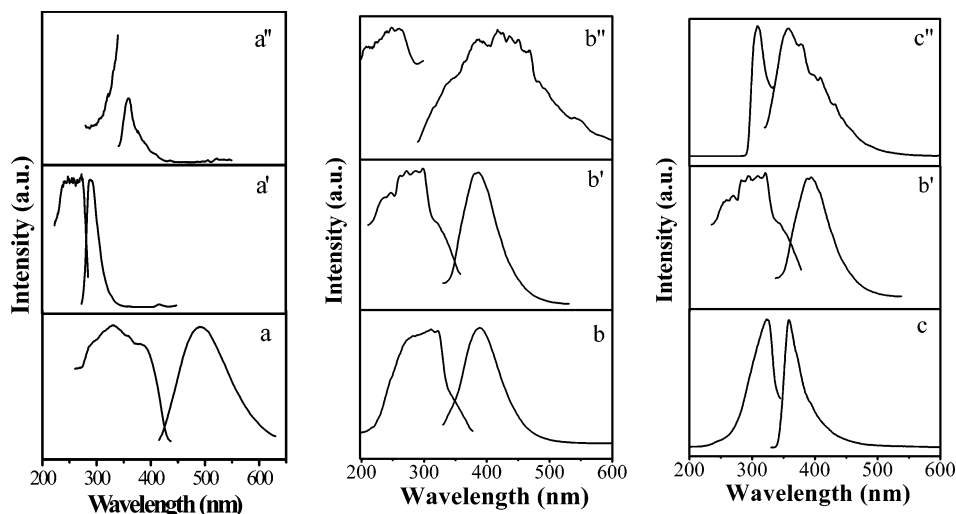 a"
a'
a
Intensity (a.u.)
200 300 400 500 600
Wavelength (nm)
b"
b'
b
Intensity (a.u.)
200 300 400 500 600
Wavelength (nm)
c"
b'
c
Intensity (a.u.)
200 300 400 500 600
Wavelength (nm)